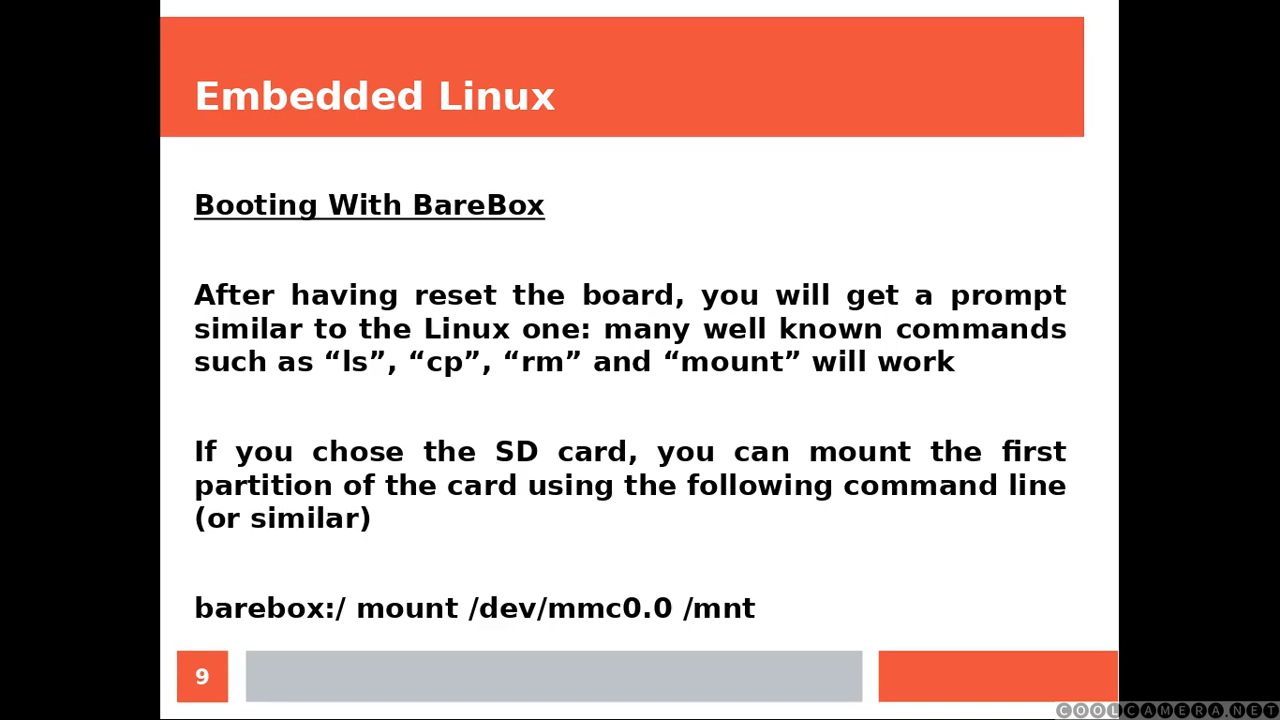 Embedded Linux
Booting With BareBox
After having reset the board, you will get a prompt
similar to the Linux one: many well known commands
such as “ls”, “cp”, “rm” and “mount” will work
If you chose the SD card, you can mount the first
partition of the card using the following command line
(or similar)
barebox:/ mount /dev/mmc0.0 /mnt
9
COOLCAMERA.NET